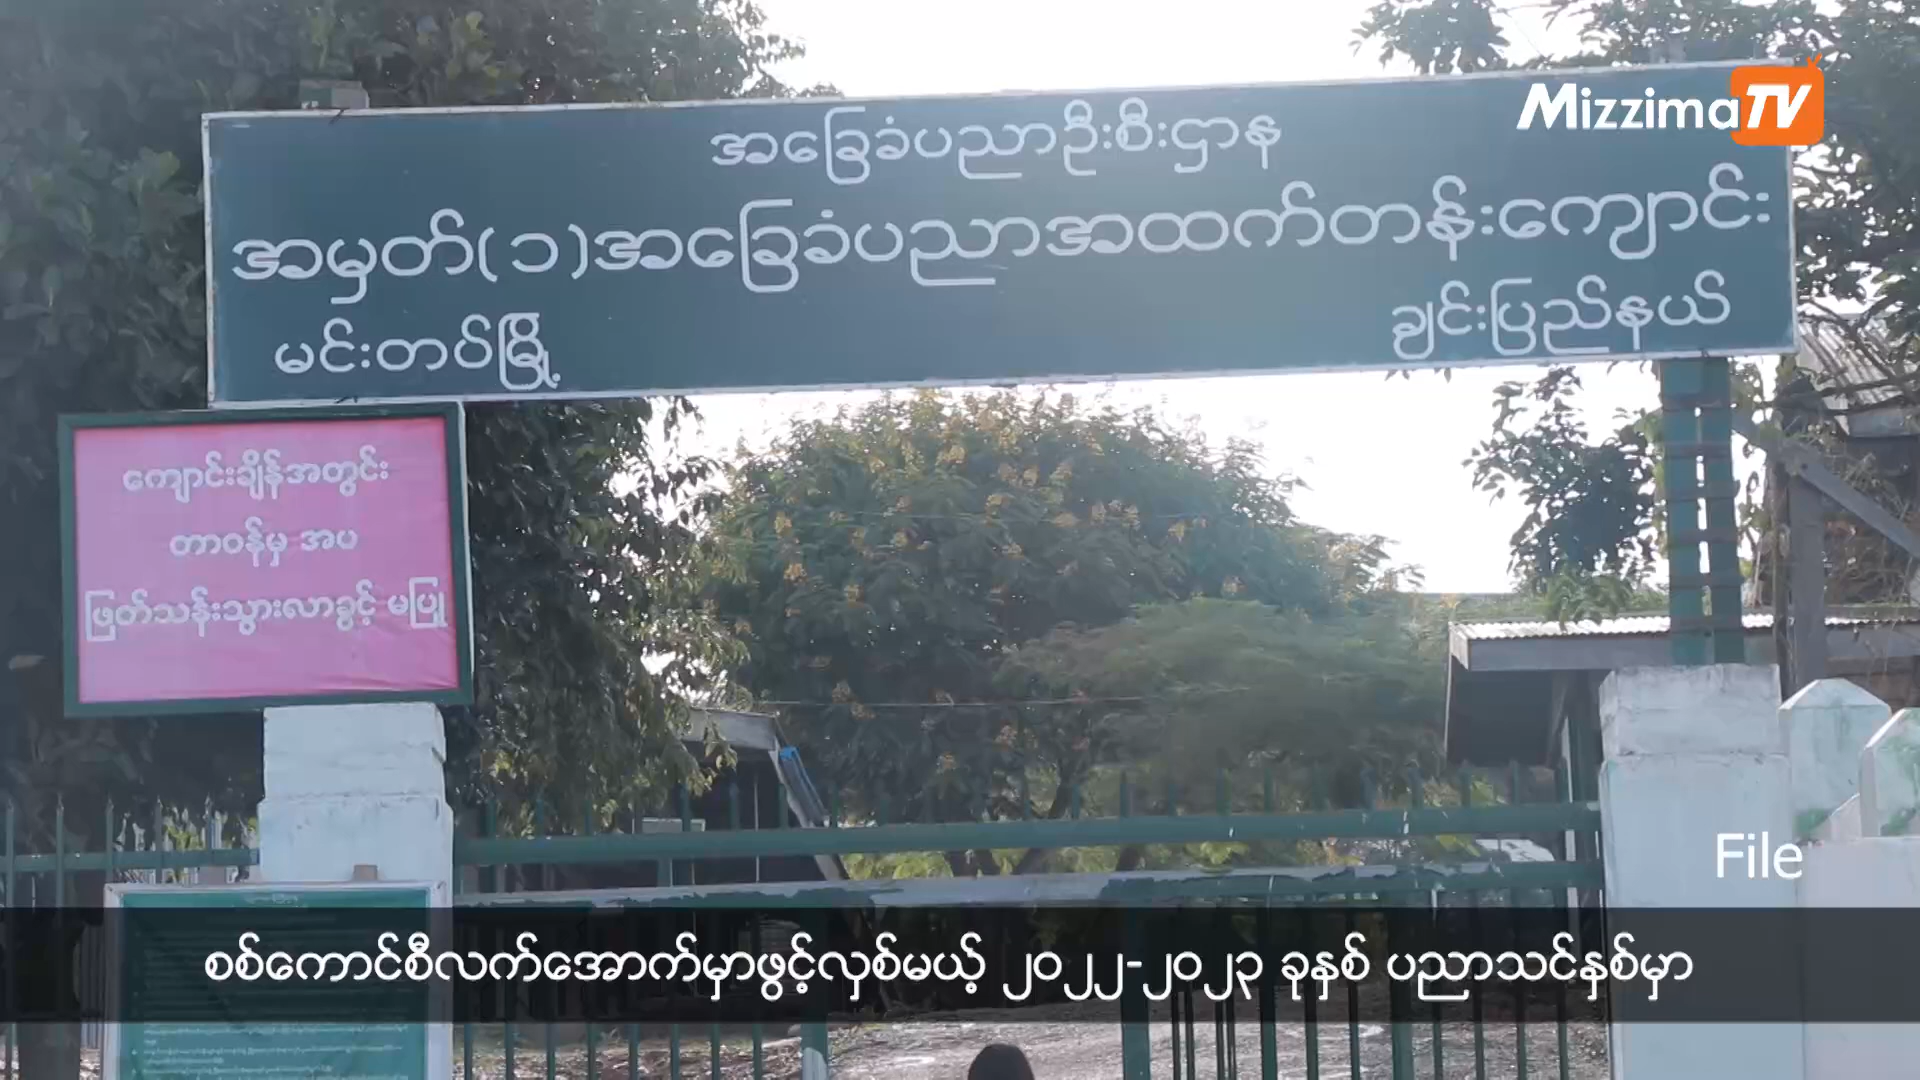 Mizzima TV
အခြေခံပညာဦးစီးဌာန
အမှတ်(၁)အခြေခံပညာအထက်တန်းကျောင်း
မင်းတပ်မြို့ ချင်းပြည်နယ်
ကျောင်းချိန်အတွင်း
တာဝန်မှ အပ
ဖြတ်သန်းသွားလာခွင့် မပြု
File
စစ်ကောင်စီလက်အောက်မှာဖွင့်လှစ်မယ့် ၂၀၂၂-၂၀၂၃ ခုနှစ် ပညာသင်နှစ်မှာ